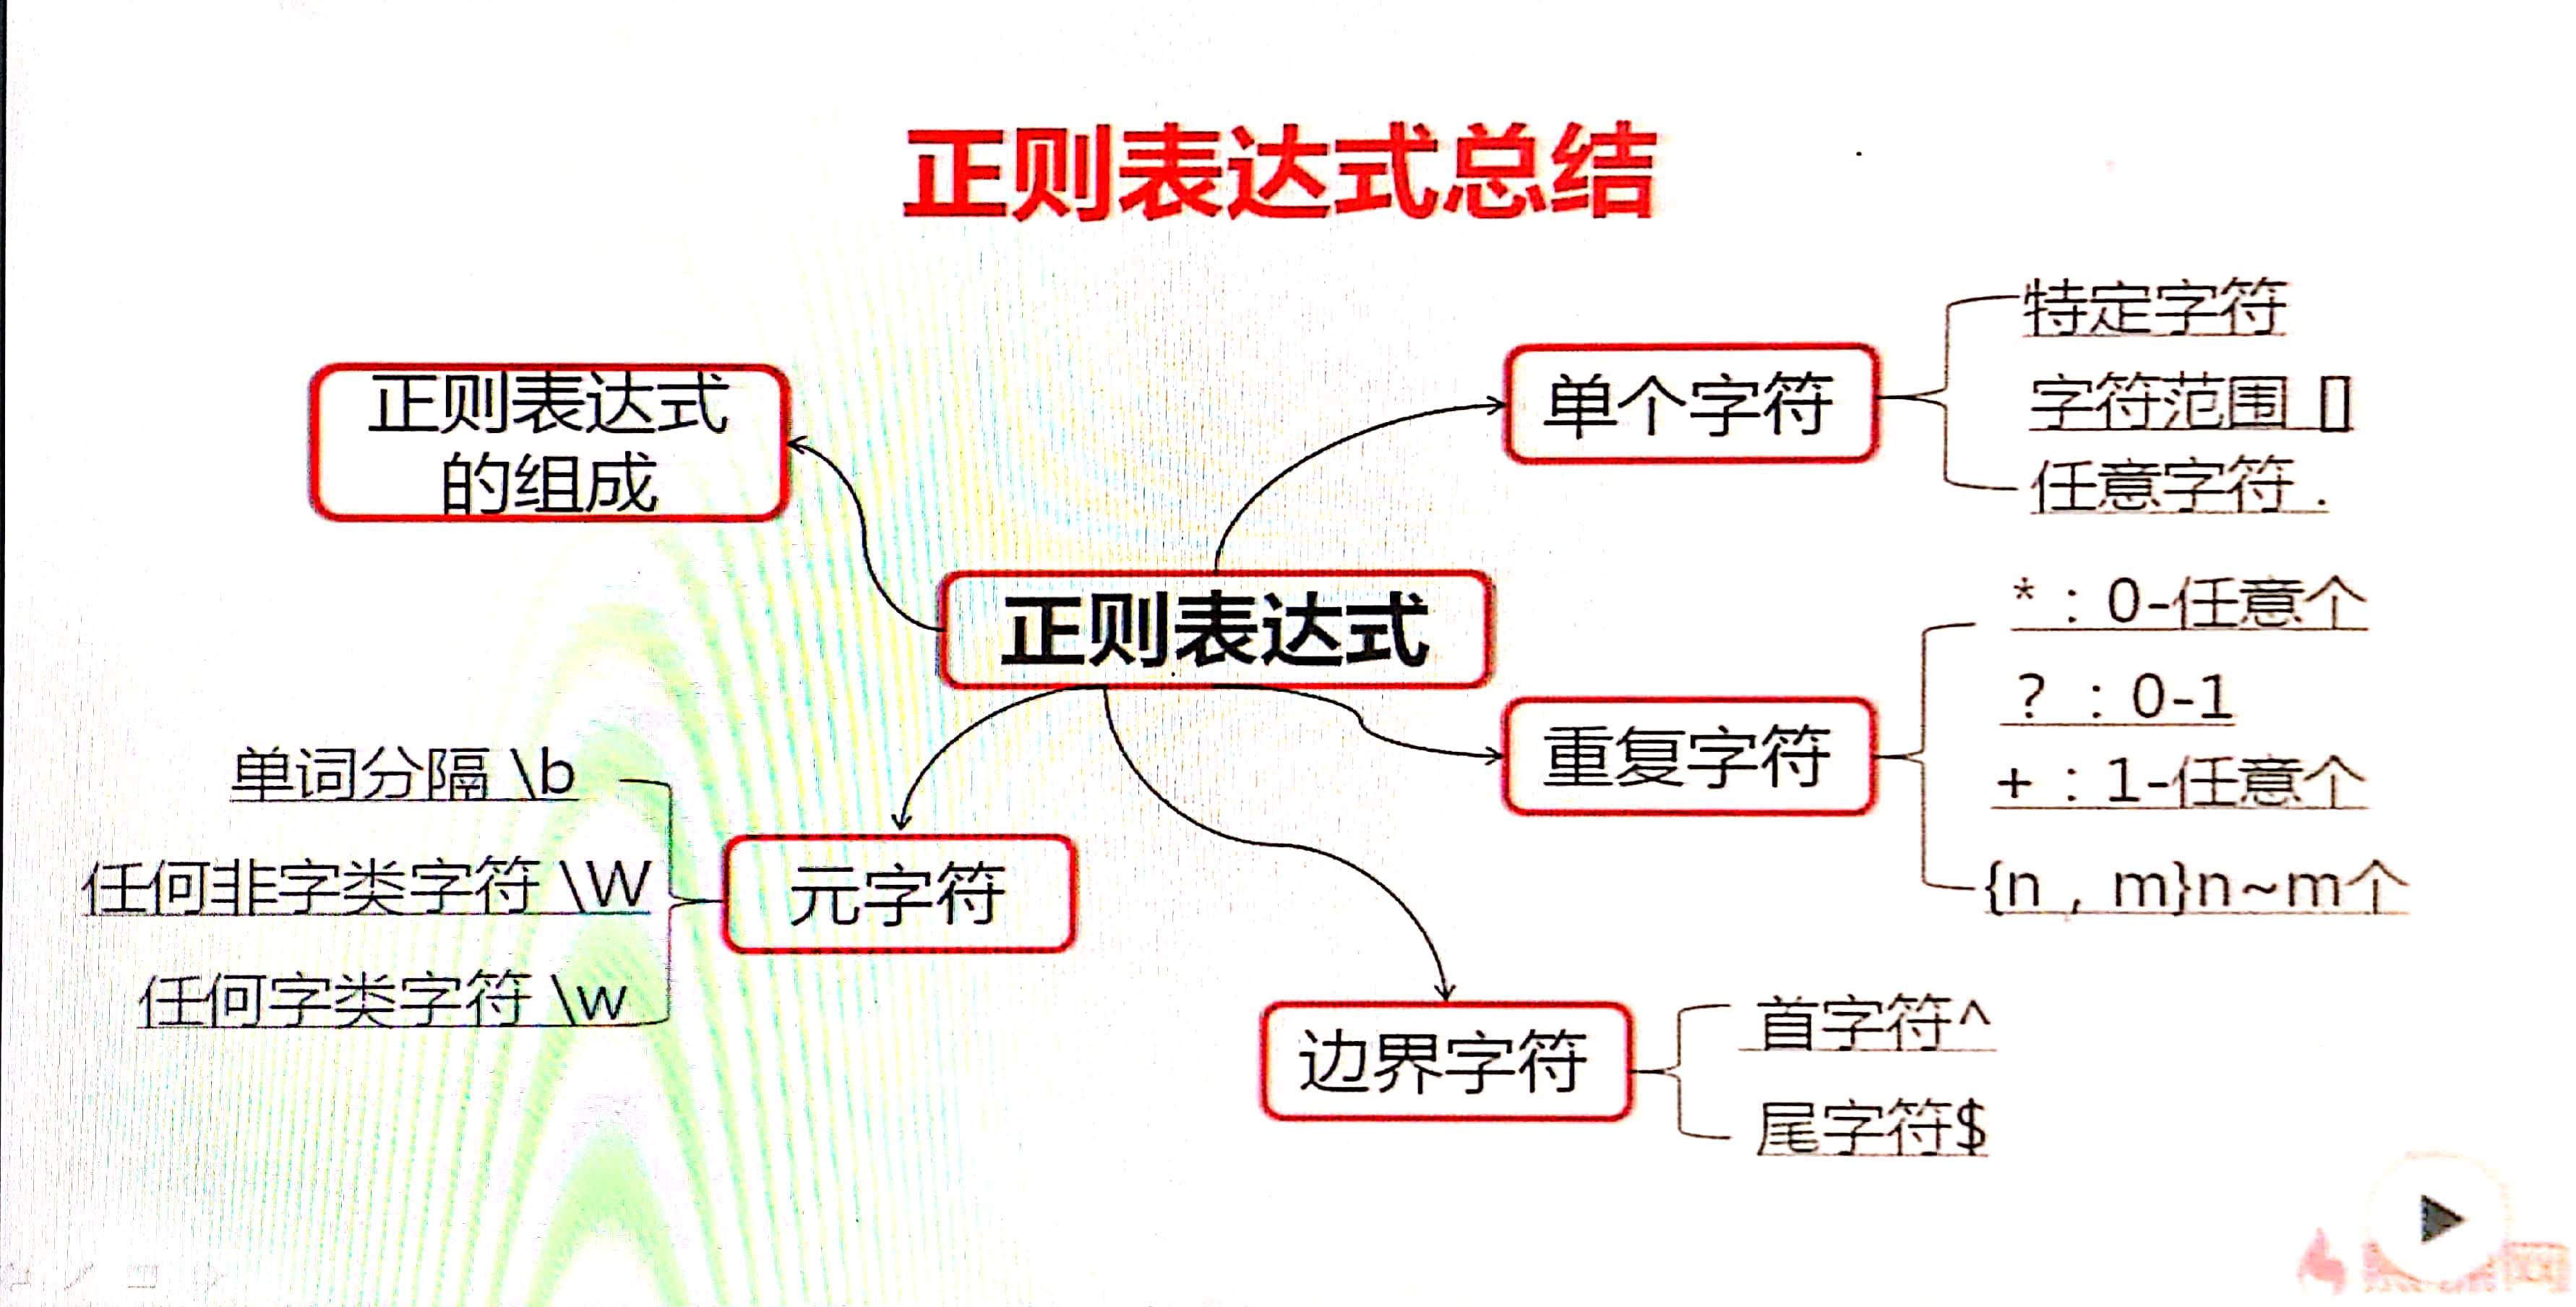 正则表达式总结
正则表达式
的组成
单个字符
特定字符
字符范围 []
任意字符 .
正则表达式
重复字符
* : 0-任意个
? : 0-1
+ : 1-任意个
{n , m}n~m个
元字符
单词分隔 \b
任何非字类字符 \W
任何字类字符 \w
边界字符
首字符^
尾字符$